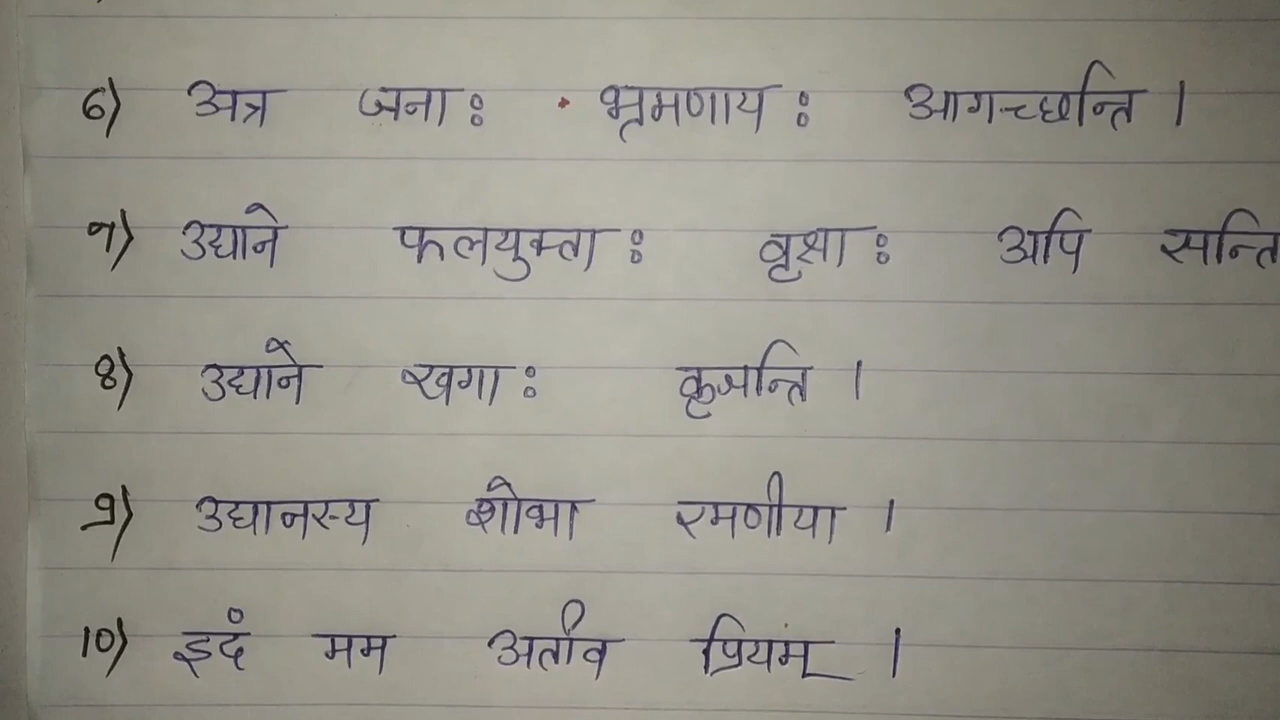 6) अत्र जनाः भ्रमणायः आगच्छन्ति ।
7) उद्याने फलयुक्ताः वृक्षाः अपि सन्ति
8) उद्याने खगाः कूजन्ति ।
9) उद्यानस्य शोभा रमणीया ।
10) इदं मम अतीव प्रियंम् ।